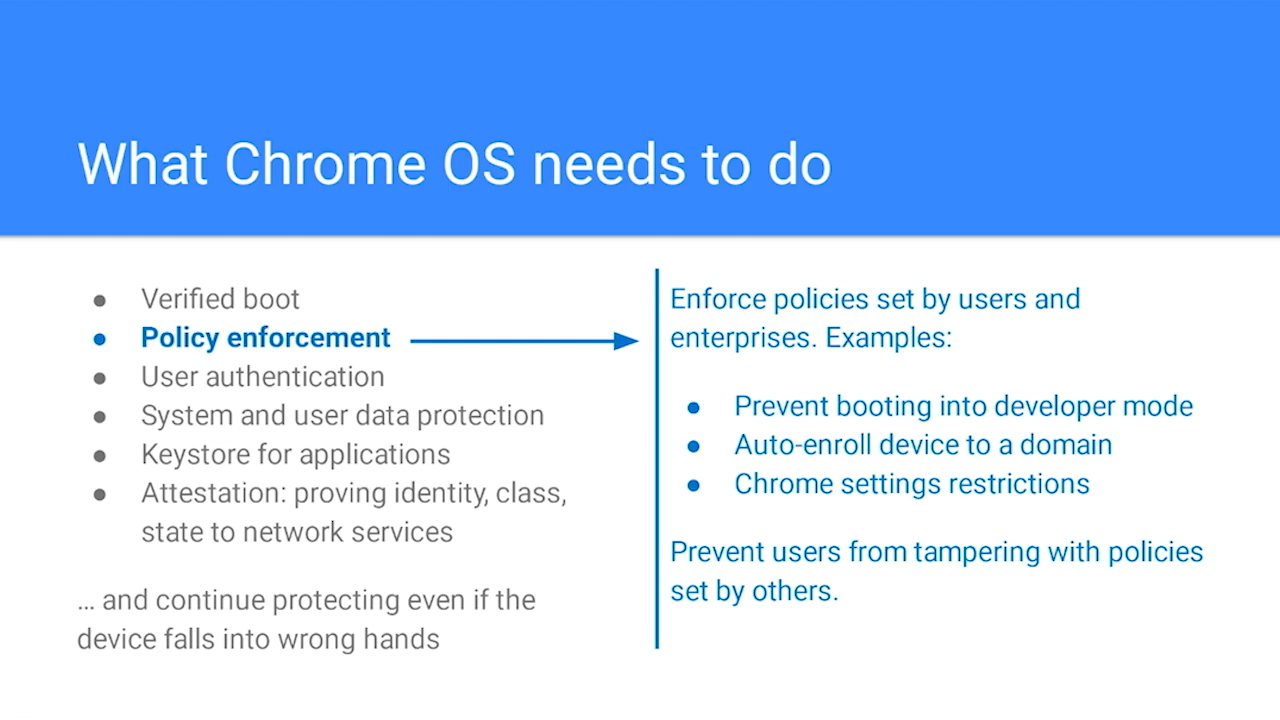 What Chrome OS needs to do
● Verified boot
● Policy enforcement
● User authentication
● System and user data protection
● Keystore for applications
● Attestation: proving identity, class,
state to network services
... and continue protecting even if the
device falls into wrong hands
Enforce policies set by users and
enterprises. Examples:
● Prevent booting into developer mode
● Auto-enroll device to a domain
● Chrome settings restrictions
Prevent users from tampering with policies
set by others.